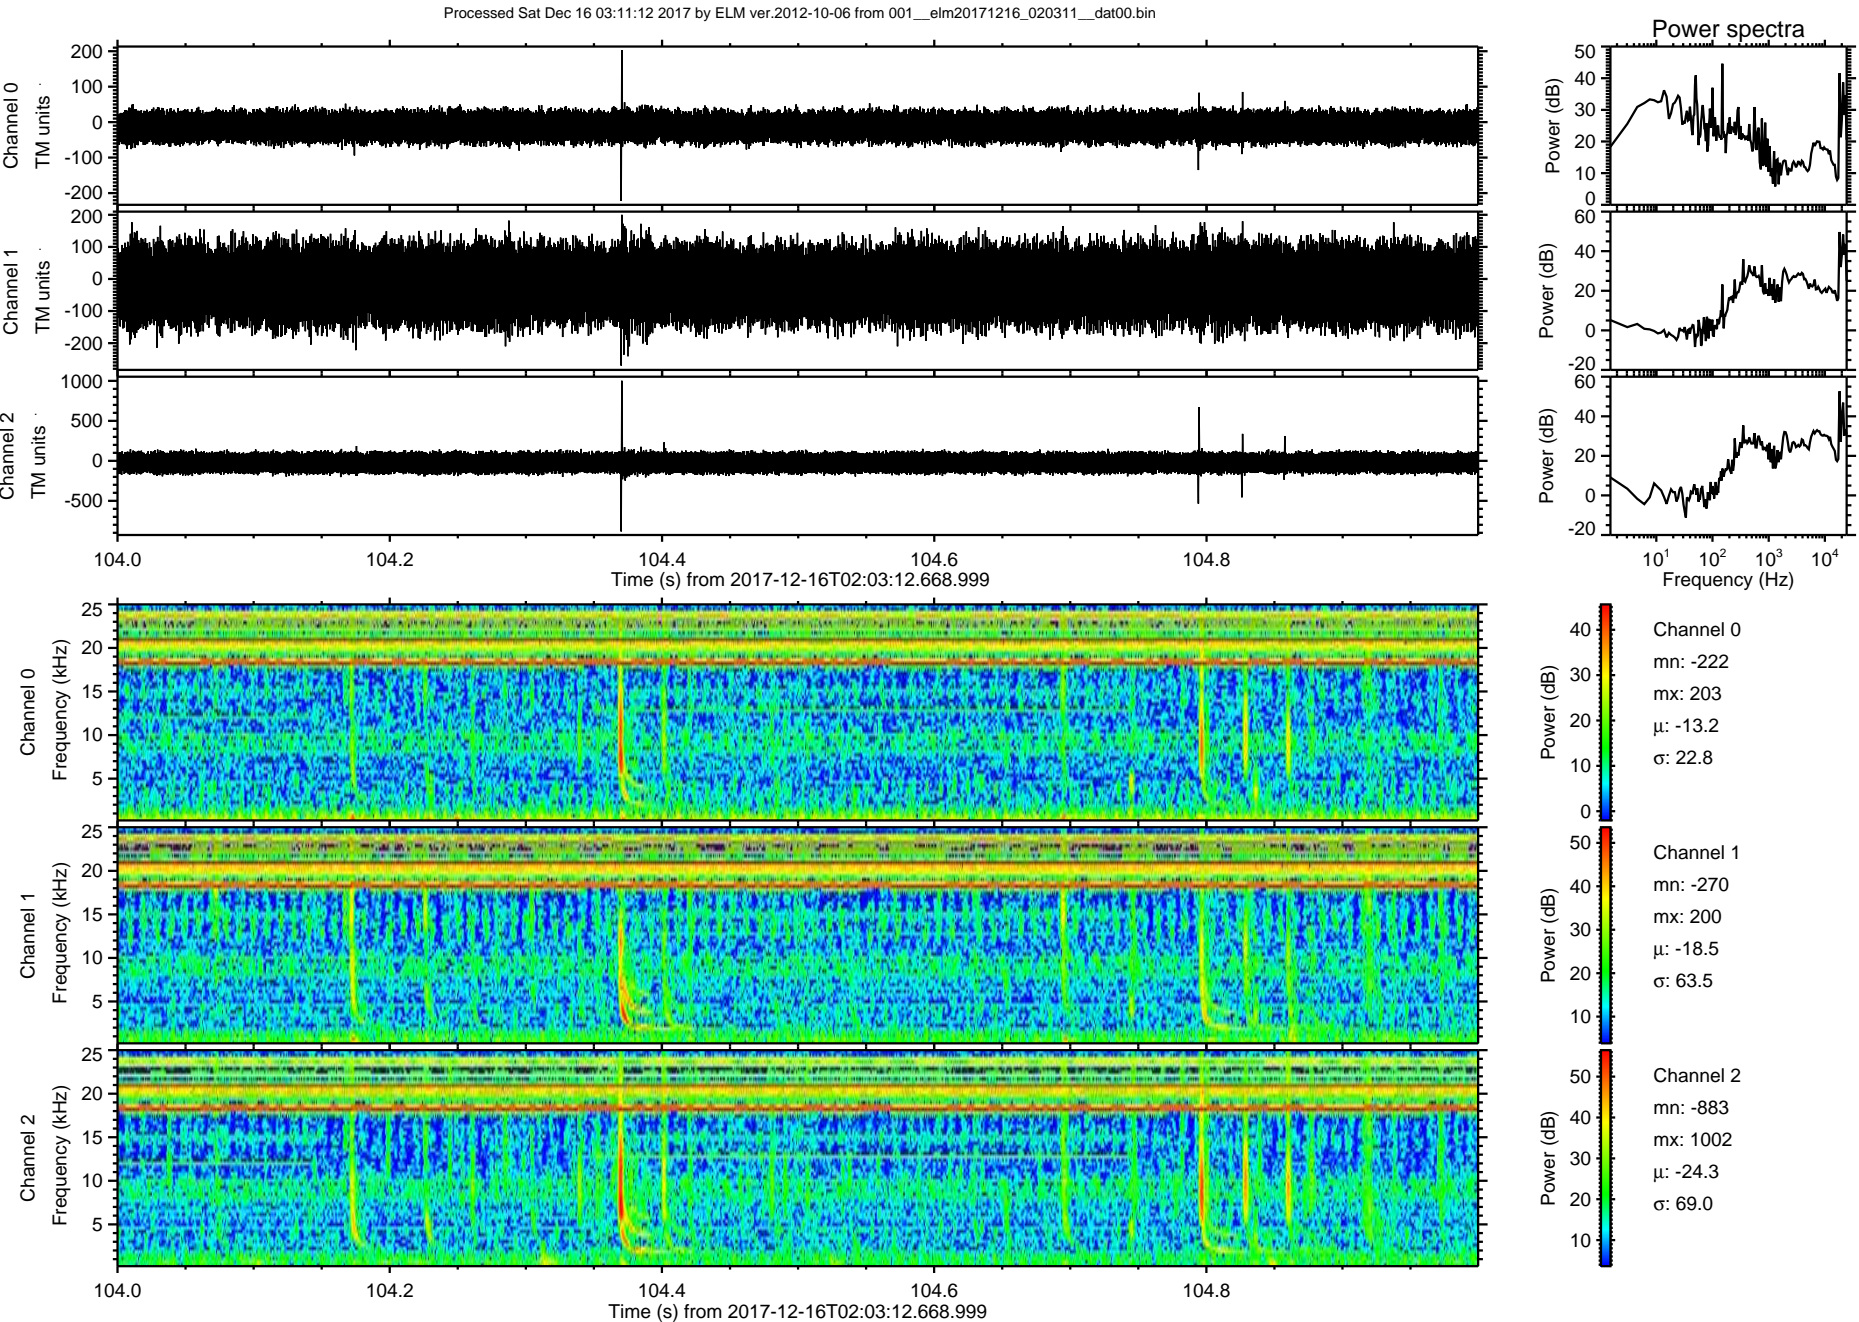 Processed Sat Dec 16 03:11:12 2017 by ELM ver.2012-10-06 from 001__elm20171216_020311__dat00.bin
Power spectra
Channel 0
TM units
200
100
0
-100
-200
Power (dB)
50
40
30
20
10
0
Channel 1
TM units
200
100
0
-100
-200
Power (dB)
60
40
20
0
-20
Channel 2
TM units
1000
500
0
-500
Power (dB)
60
40
20
0
-20
104.0 104.2 104.4 104.6 104.8
Time (s) from 2017-12-16T02:03:12.668.999
10^1 10^2 10^3 10^4
Frequency (Hz)
Channel 0
Frequency (kHz)
25
20
15
10
5
Power (dB)
40
30
20
10
0
Channel 0
mn: -222
mx: 203
μ: -13.2
σ: 22.8
Channel 1
Frequency (kHz)
25
20
15
10
5
Power (dB)
50
40
30
20
10
Channel 1
mn: -270
mx: 200
μ: -18.5
σ: 63.5
Channel 2
Frequency (kHz)
25
20
15
10
5
Power (dB)
50
40
30
20
10
Channel 2
mn: -883
mx: 1002
μ: -24.3
σ: 69.0
104.0 104.2 104.4 104.6 104.8
Time (s) from 2017-12-16T02:03:12.668.999